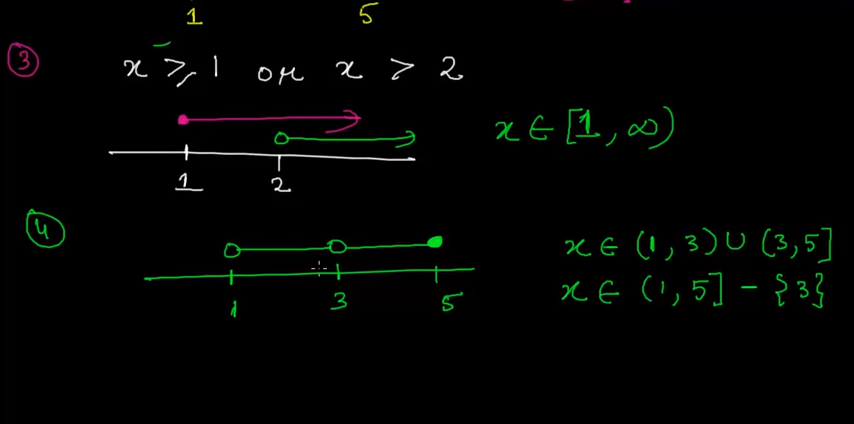 1 5
③ x ≥ 1 or x > 2
x ∈ [1, ∞)
1 2
④
x ∈ (1, 3) ∪ (3, 5]
x ∈ (1, 5] - {3}
1 3 5